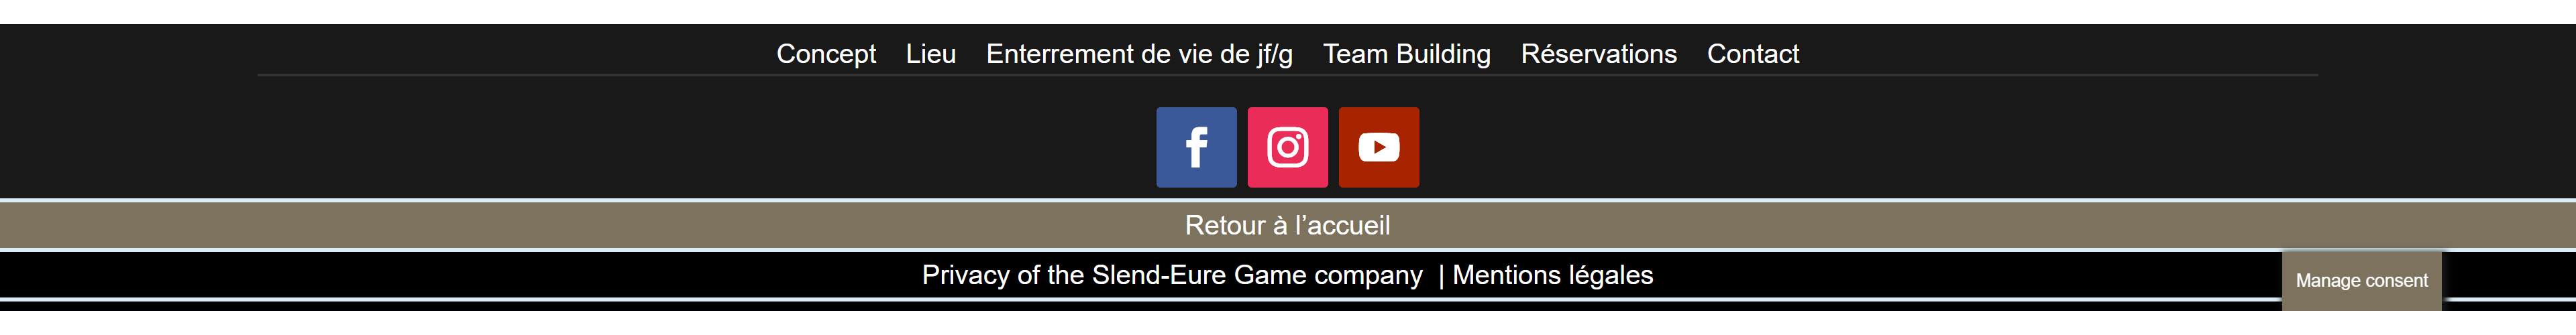 Concept Lieu Enterrement de vie de jf/g Team Building Réservations Contact
Retour à l’accueil
Privacy of the Slend-Eure Game company | Mentions légales
Manage consent